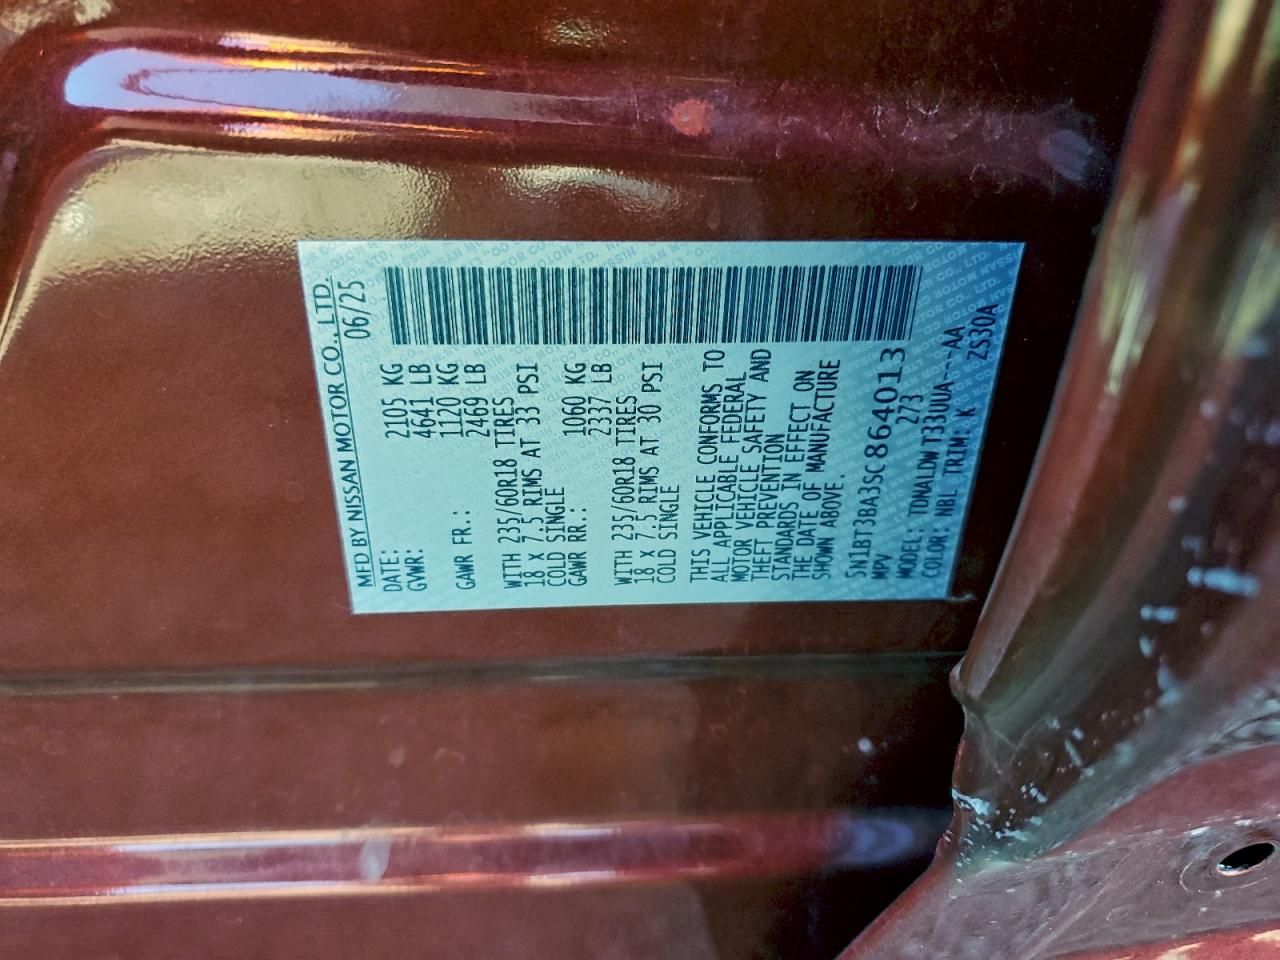 MFD BY NISSAN MOTOR CO., LTD.
DATE: 06/25
GVWR: 2105 KG
4641 LB
GAWR FR.: 1120 KG
2469 LB
WITH 235/60R18 TIRES
18 X 7.5 RIMS AT 33 PSI
COLD SINGLE
GAWR RR.: 1060 KG
2337 LB
WITH 235/60R18 TIRES
18 X 7.5 RIMS AT 30 PSI
COLD SINGLE
THIS VEHICLE CONFORMS TO
ALL APPLICABLE FEDERAL
MOTOR VEHICLE SAFETY AND
THEFT PREVENTION
STANDARDS IN EFFECT ON
THE DATE OF MANUFACTURE
SHOWN ABOVE.
5N1BT3BA3SC864013
MPV 273
MODEL: TDNALDWT33UUA---AA
COLOR: NBL TRIM: K ZS30A